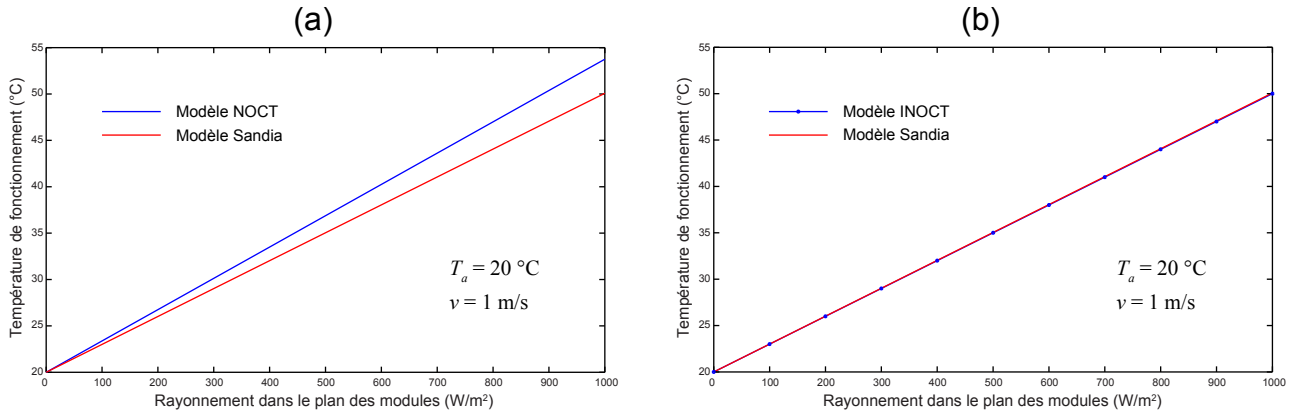 (a)
55
50
45
40
35
30
25
20
Température de fonctionnement (°C)
Modèle NOCT
Modèle Sandia
T_a = 20 °C
v = 1 m/s
0 100 200 300 400 500 600 700 800 900 1000
Rayonnement dans le plan des modules (W/m²)
(b)
55
50
45
40
35
30
25
20
Température de fonctionnement (°C)
Modèle INOCT
Modèle Sandia
T_a = 20 °C
v = 1 m/s
0 100 200 300 400 500 600 700 800 900 1000
Rayonnement dans le plan des modules (W/m²)